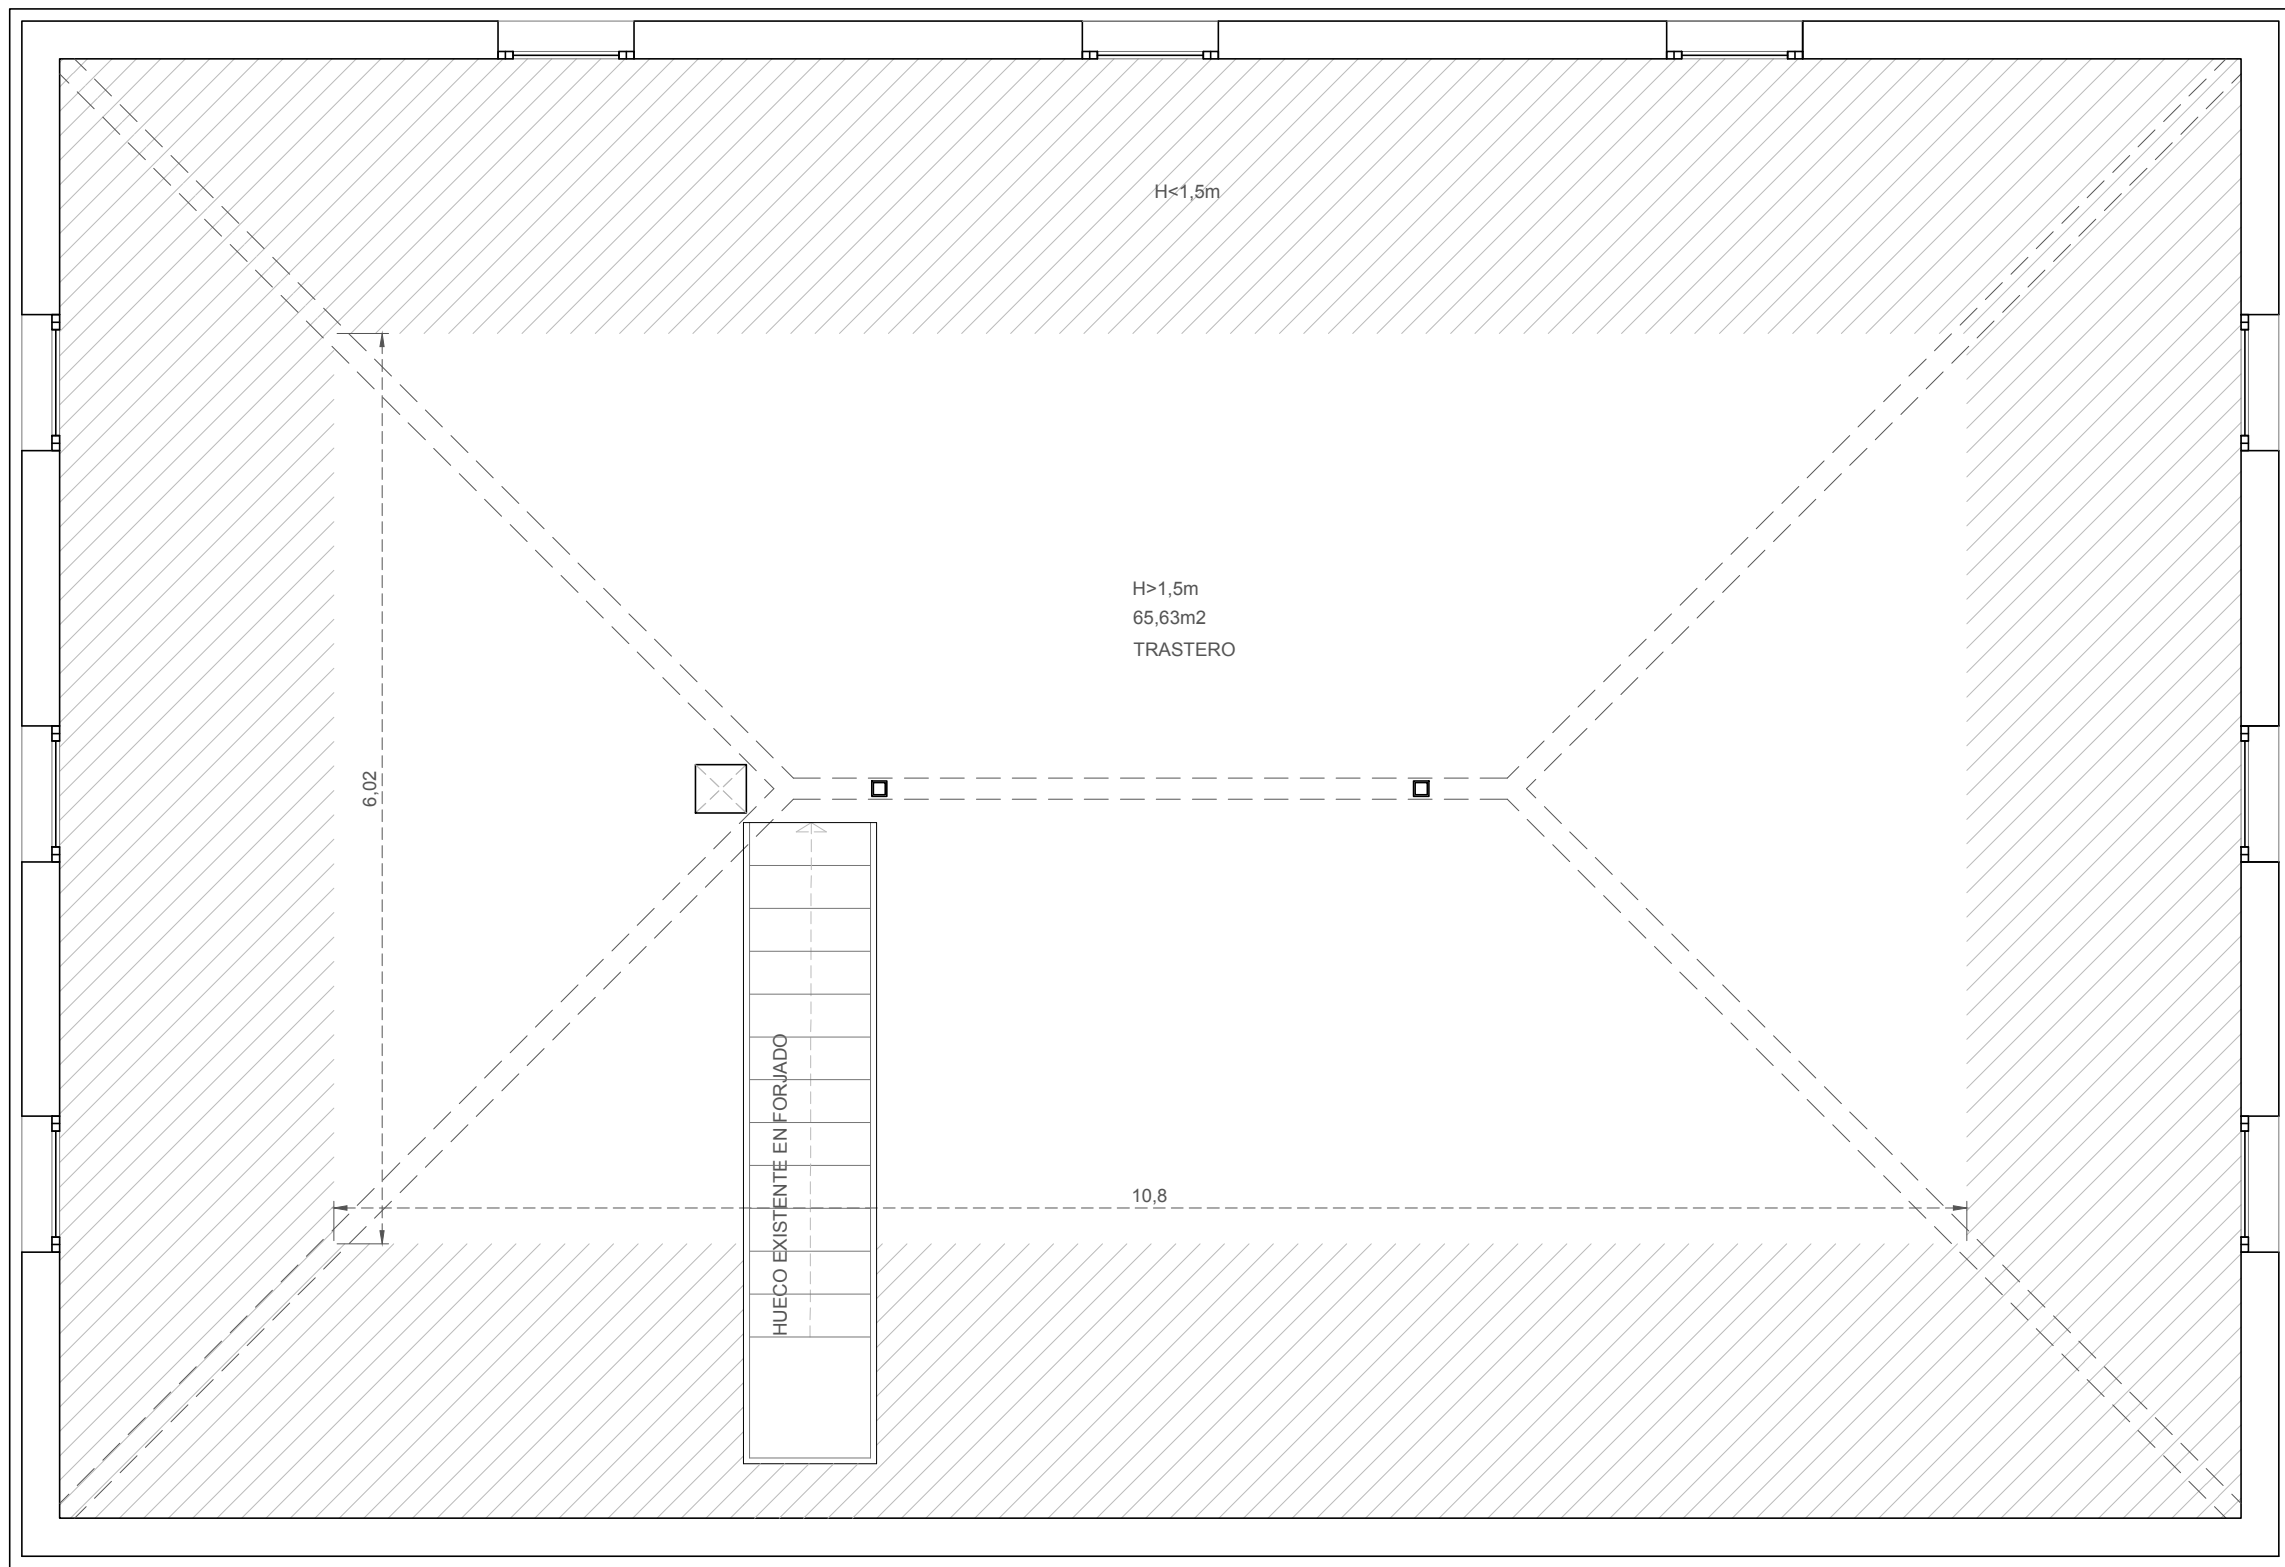 H<1,5m
H>1,5m
65,63m2
TRASTERO
6,02
HUECO EXISTENTE EN FORJADO
10,8